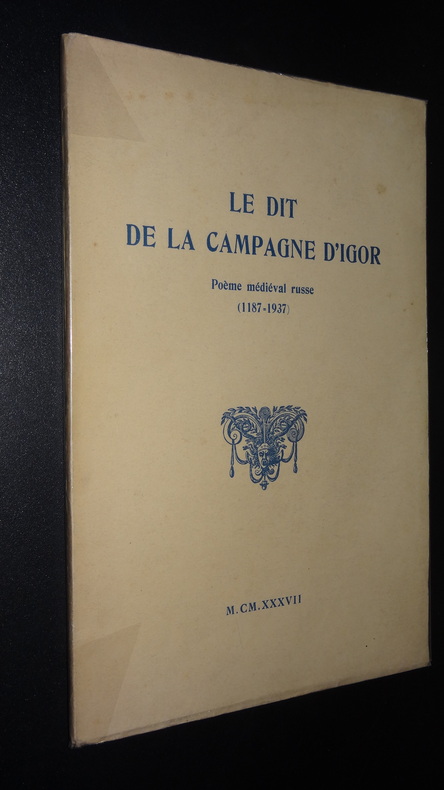 LE DIT
DE LA CAMPAGNE D'IGOR
Poème médiéval russe
(1187-1937)
M.CM.XXXVII